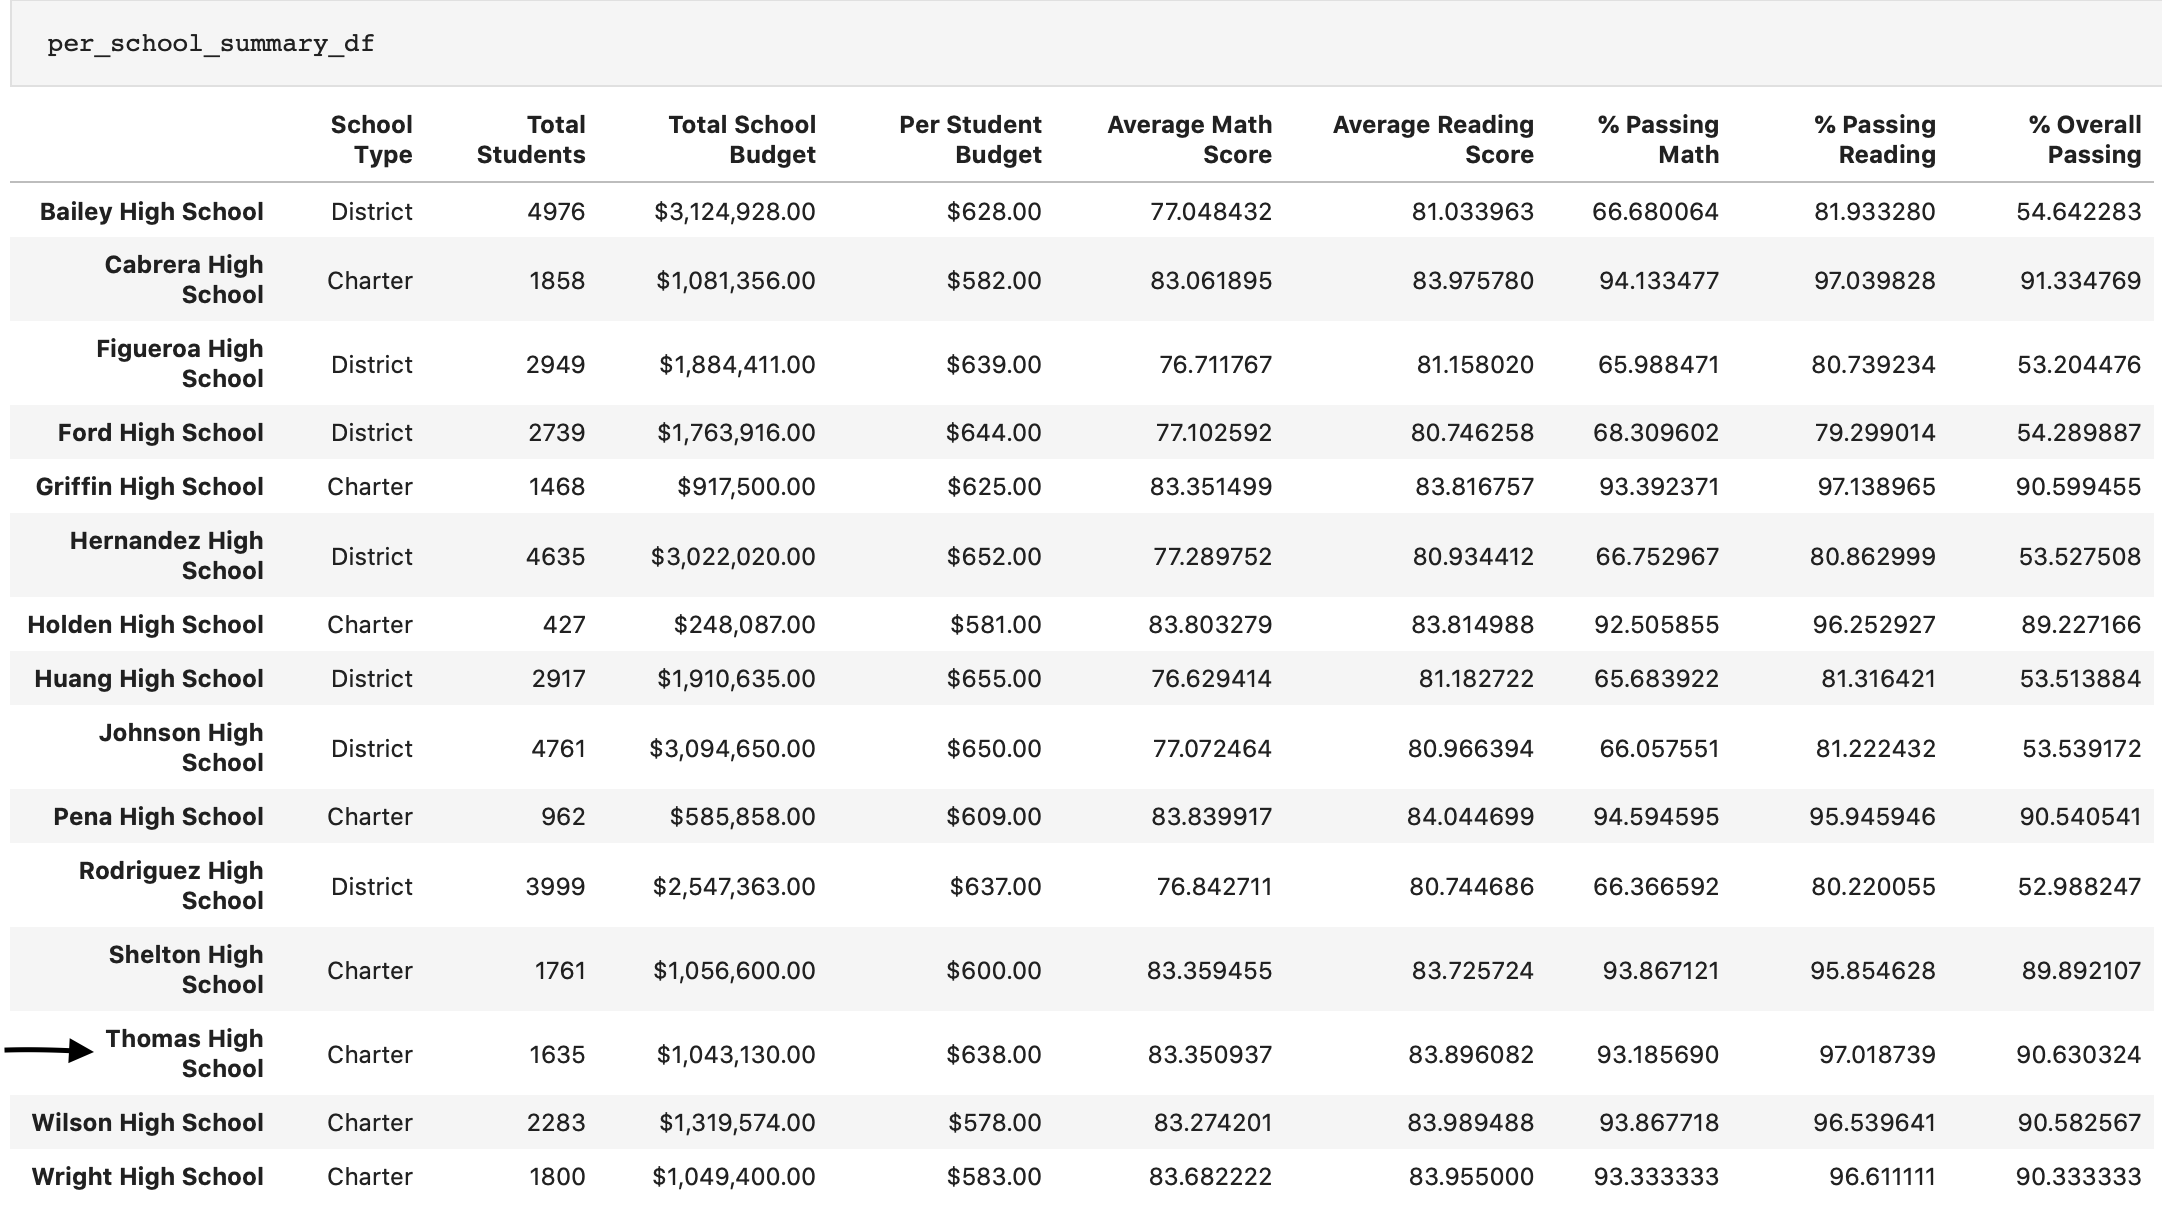 per_school_summary_df
School Type Total Students Total School Budget Per Student Budget Average Math Score Average Reading Score % Passing Math % Passing Reading % Overall Passing
Bailey High School District 4976 $3,124,928.00 $628.00 77.048432 81.033963 66.680064 81.933280 54.642283
Cabrera High School Charter 1858 $1,081,356.00 $582.00 83.061895 83.975780 94.133477 97.039828 91.334769
Figueroa High School District 2949 $1,884,411.00 $639.00 76.711767 81.158020 65.988471 80.739234 53.204476
Ford High School District 2739 $1,763,916.00 $644.00 77.102592 80.746258 68.309602 79.299014 54.289887
Griffin High School Charter 1468 $917,500.00 $625.00 83.351499 83.816757 93.392371 97.138965 90.599455
Hernandez High School District 4635 $3,022,020.00 $652.00 77.289752 80.934412 66.752967 80.862999 53.527508
Holden High School Charter 427 $248,087.00 $581.00 83.803279 83.814988 92.505855 96.252927 89.227166
Huang High School District 2917 $1,910,635.00 $655.00 76.629414 81.182722 65.683922 81.316421 53.513884
Johnson High School District 4761 $3,094,650.00 $650.00 77.072464 80.966394 66.057551 81.222432 53.539172
Pena High School Charter 962 $585,858.00 $609.00 83.839917 84.044699 94.594595 95.945946 90.540541
Rodriguez High School District 3999 $2,547,363.00 $637.00 76.842711 80.744686 66.366592 80.220055 52.988247
Shelton High School Charter 1761 $1,056,600.00 $600.00 83.359455 83.725724 93.867121 95.854628 89.892107
Thomas High School Charter 1635 $1,043,130.00 $638.00 83.350937 83.896082 93.185690 97.018739 90.630324
Wilson High School Charter 2283 $1,319,574.00 $578.00 83.274201 83.989488 93.867718 96.539641 90.582567
Wright High School Charter 1800 $1,049,400.00 $583.00 83.682222 83.955000 93.333333 96.611111 90.333333